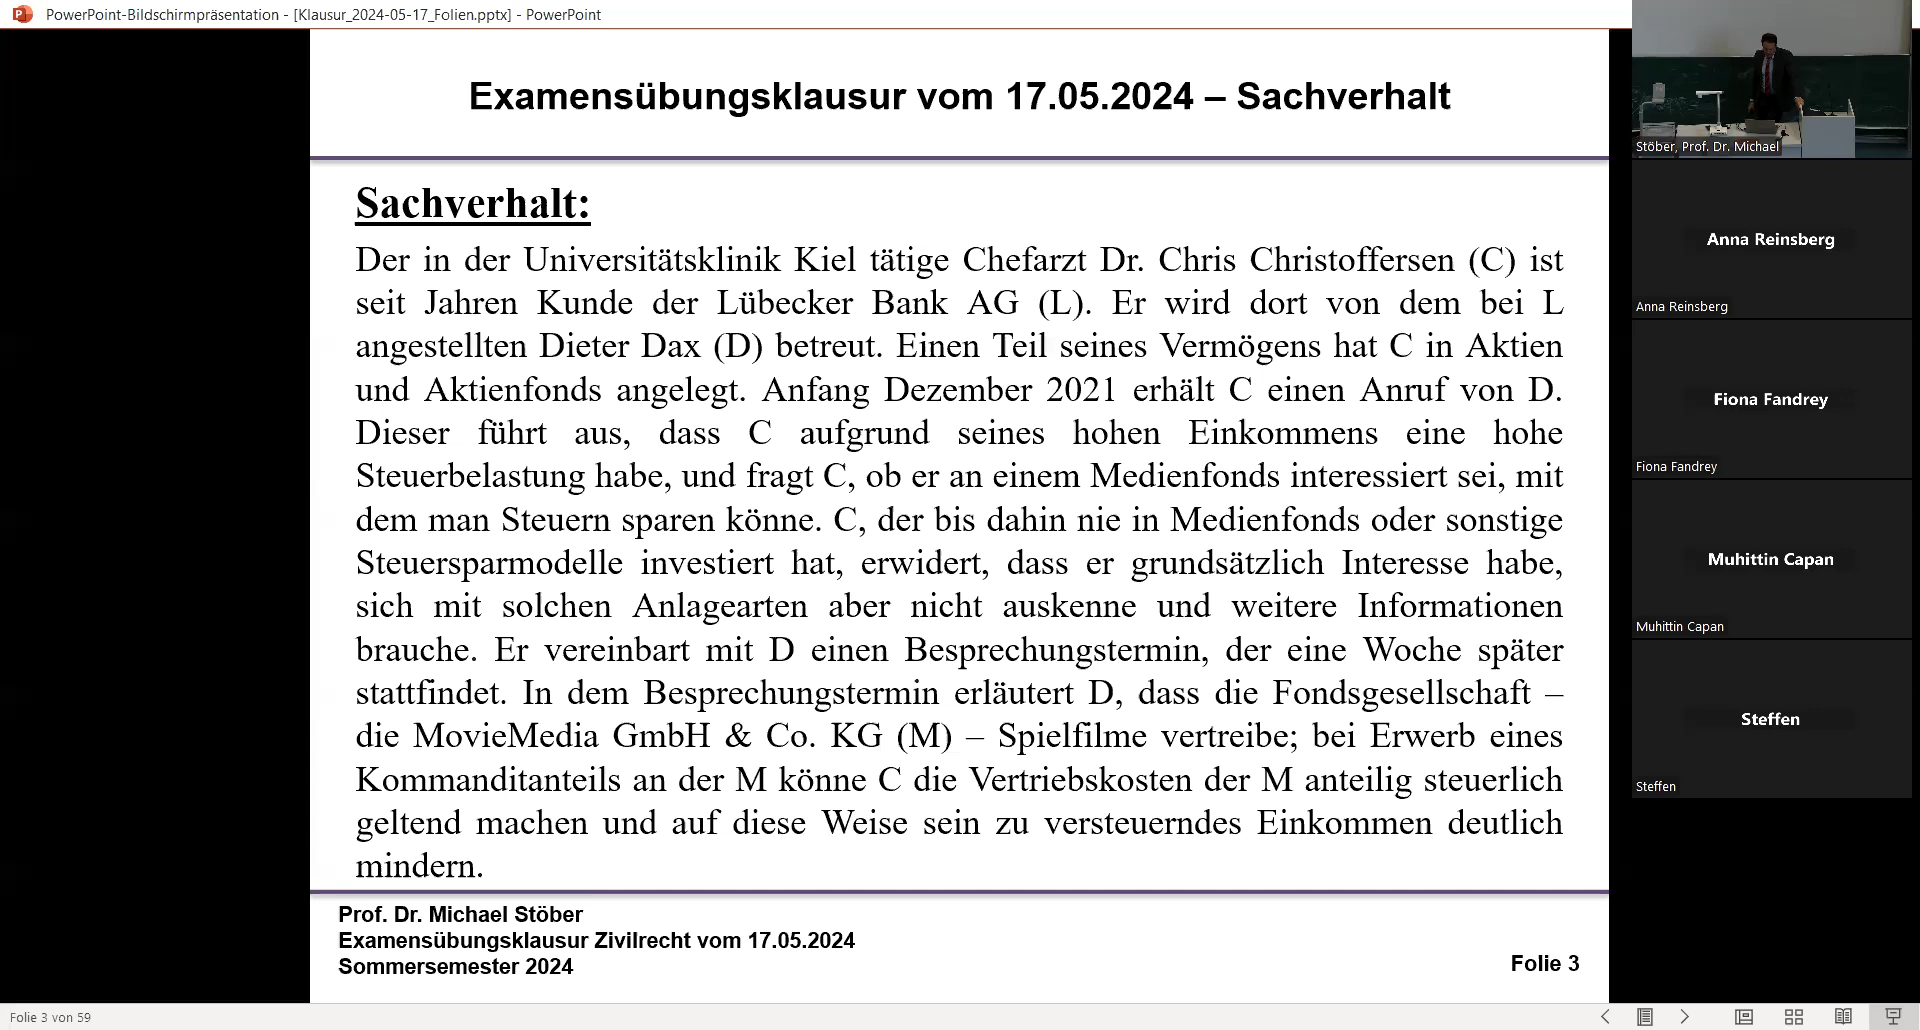 PowerPoint-Bildschirmpräsentation - [Klausur_2024-05-17_Folien.pptx] - PowerPoint
Examensübungsklausur vom 17.05.2024 – Sachverhalt
Sachverhalt:
Der in der Universitätsklinik Kiel tätige Chefarzt Dr. Chris Christoffersen (C) ist
seit Jahren Kunde der Lübecker Bank AG (L). Er wird dort von dem bei L
angestellten Dieter Dax (D) betreut. Einen Teil seines Vermögens hat C in Aktien
und Aktienfonds angelegt. Anfang Dezember 2021 erhält C einen Anruf von D.
Dieser führt aus, dass C aufgrund seines hohen Einkommens eine hohe
Steuerbelastung habe, und fragt C, ob er an einem Medienfonds interessiert sei, mit
dem man Steuern sparen könne. C, der bis dahin nie in Medienfonds oder sonstige
Steuersparmodelle investiert hat, erwidert, dass er grundsätzlich Interesse habe,
sich mit solchen Anlagearten aber nicht auskenne und weitere Informationen
brauche. Er vereinbart mit D einen Besprechungstermin, der eine Woche später
stattfindet. In dem Besprechungstermin erläutert D, dass die Fondsgesellschaft –
die MovieMedia GmbH & Co. KG (M) – Spielfilme vertreibe; bei Erwerb eines
Kommanditanteils an der M könne C die Vertriebskosten der M anteilig steuerlich
geltend machen und auf diese Weise sein zu versteuerndes Einkommen deutlich
mindern.
Prof. Dr. Michael Stöber
Examensübungsklausur Zivilrecht vom 17.05.2024
Sommersemester 2024
Folie 3
Stöber, Prof. Dr. Michael
Anna Reinsberg
Anna Reinsberg
Fiona Fandrey
Fiona Fandrey
Muhittin Capan
Muhittin Capan
Steffen
Steffen
Folie 3 von 59